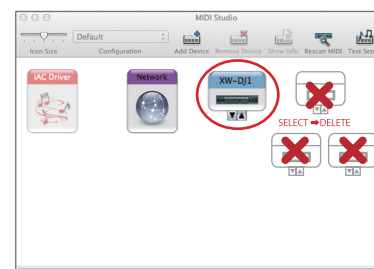 MIDI Studio
Default
Icon Size Configuration Add Device Remove Device Show Info Rescan MIDI Test Set
IAC Driver Network XW-DJ1
SELECT ➡DELETE